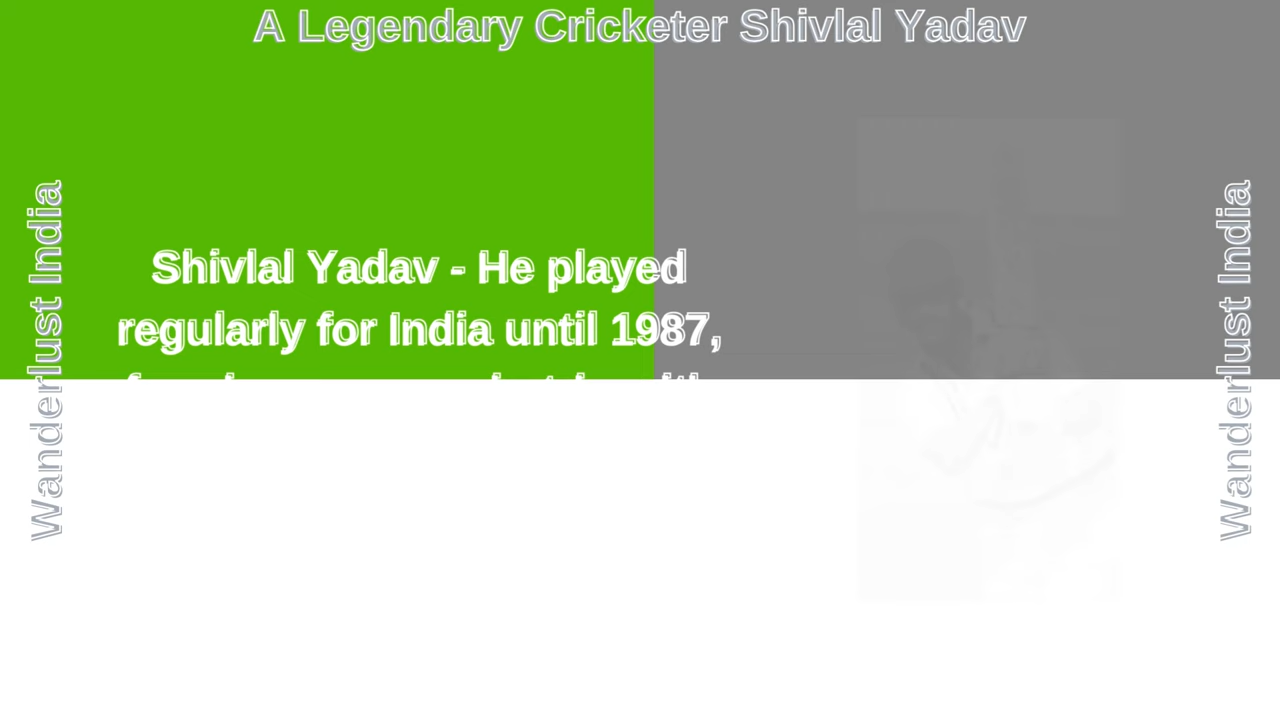 A Legendary Cricketer Shivlal Yadav
Wanderlust India
Shivlal Yadav - He played
regularly for India until 1987,
Wanderlust India